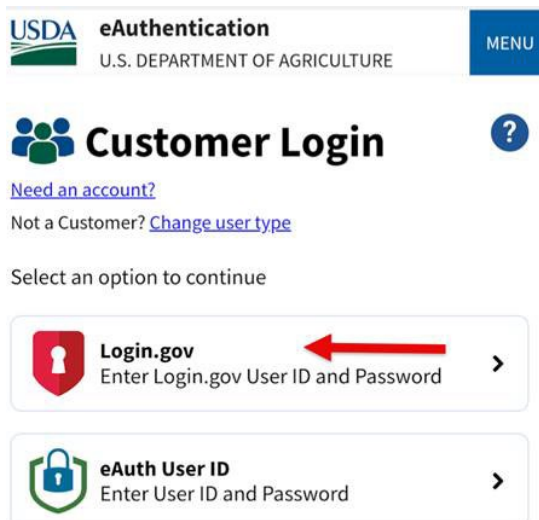 USDA
eAuthentication
U.S. DEPARTMENT OF AGRICULTURE
MENU
Customer Login
?
Need an account?
Not a Customer? Change user type
Select an option to continue
Login.gov
Enter Login.gov User ID and Password
eAuth User ID
Enter User ID and Password